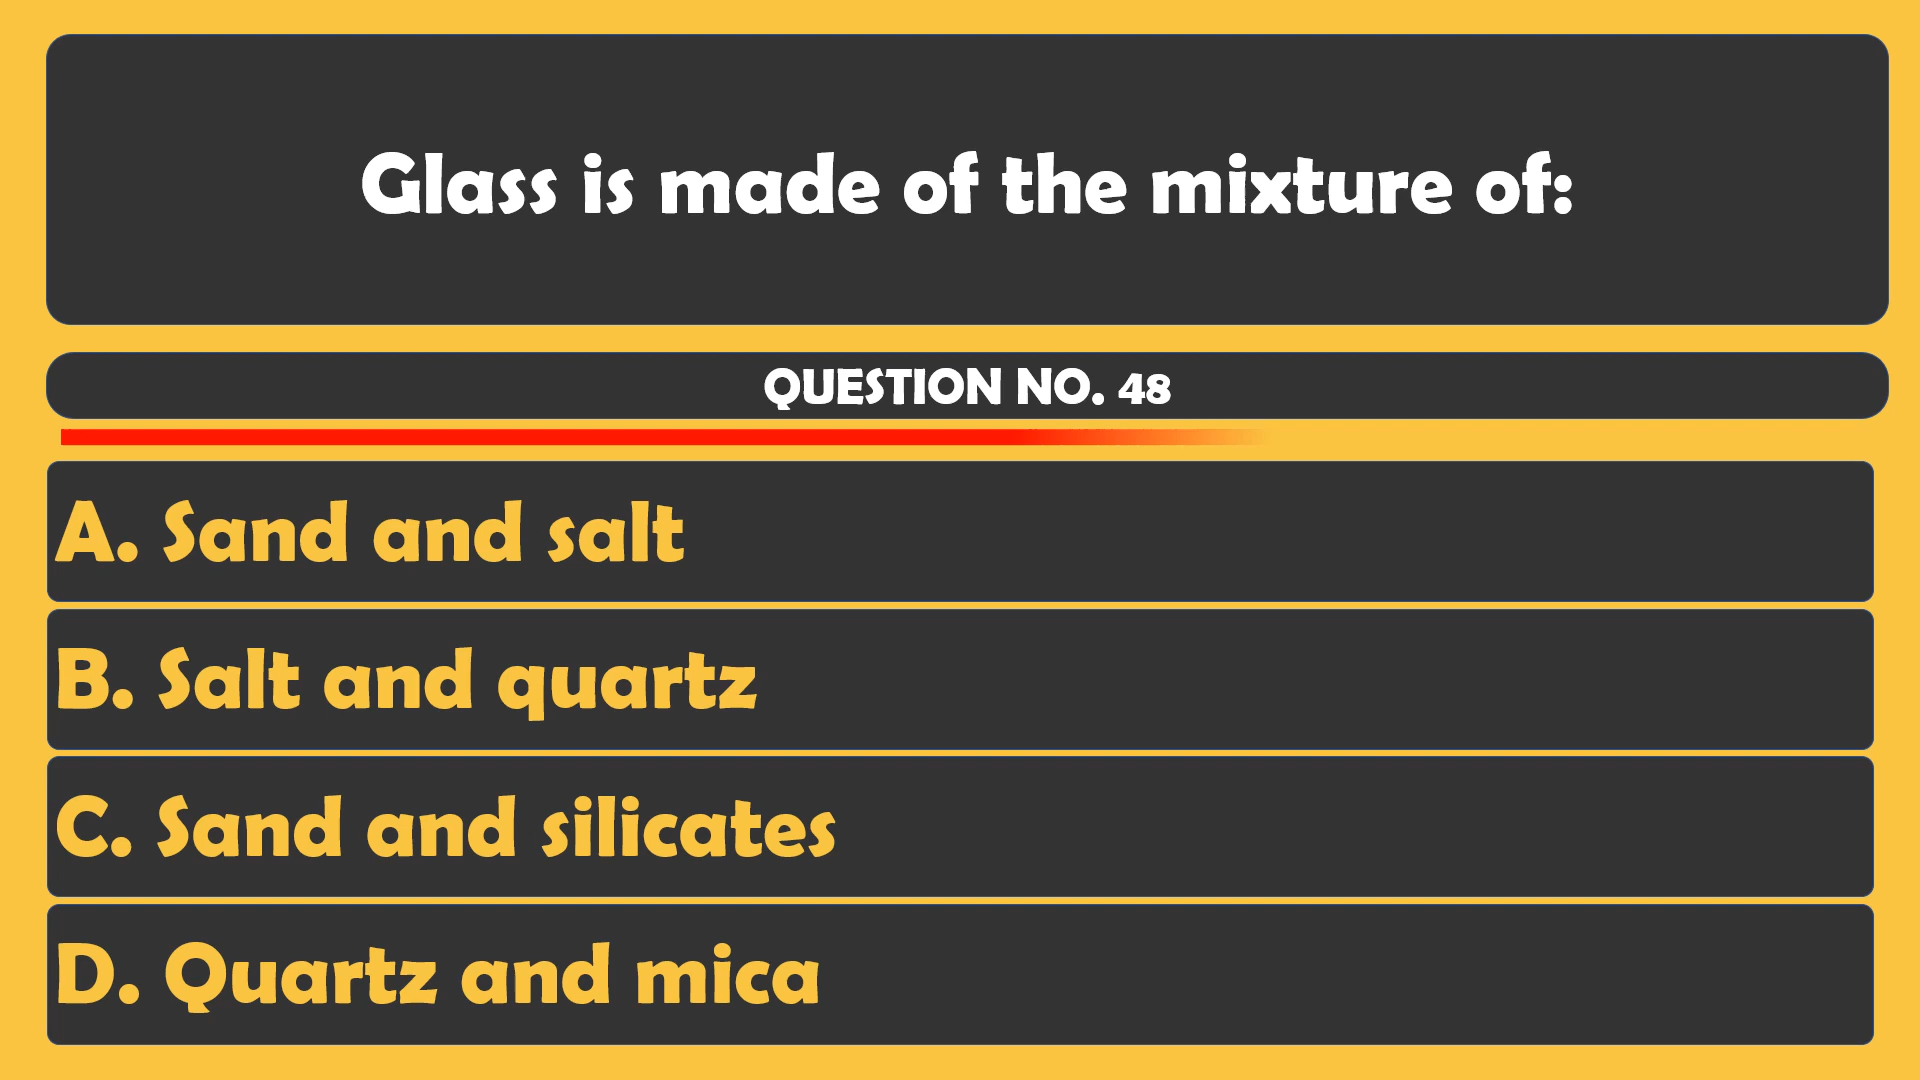 Glass is made of the mixture of:
QUESTION NO. 48
A. Sand and salt
B. Salt and quartz
C. Sand and silicates
D. Quartz and mica